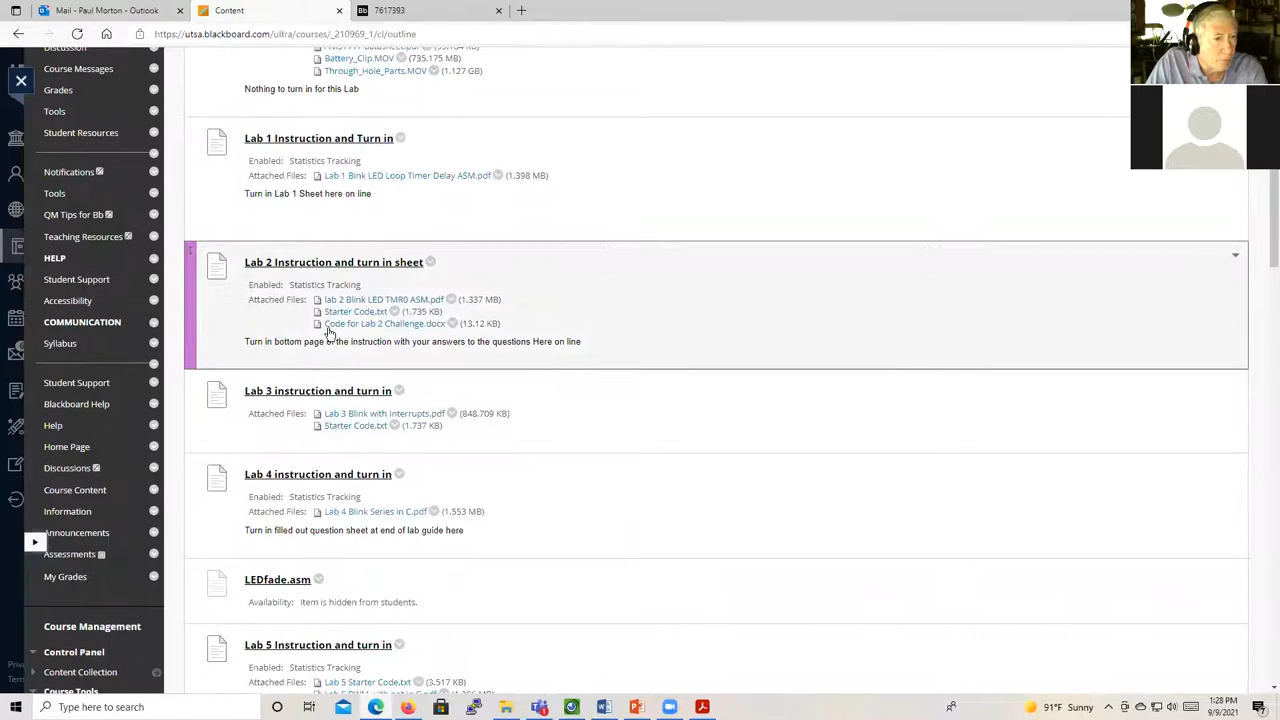 Mail - Paul Morton - Outlook
Content
Bb 7617393
https://utsa.blackboard.com/ultra/courses/_210969_1/cl/outline
Discussion
Course Messages
Grades
Tools
Student Resources
Notifications
Tools
QM Tips for Bb
Teaching Resources
HELP
Student Support
Accessibility
COMMUNICATION
Syllabus
Student Support
Blackboard Help
Help
Home Page
Discussions
Course Content
Information
Announcements
Assessments
My Grades
Course Management
Control Panel
Content Collection
Course Tools
Battery_Clip.MOV (735.175 MB)
Through_Hole_Parts.MOV (1.127 GB)
Nothing to turn in for this Lab
Lab 1 Instruction and Turn in
Enabled: Statistics Tracking
Attached Files: Lab 1 Bink LED Loop Timer Delay ASM.pdf (1.398 MB)
Turn in Lab 1 Sheet here on line
Lab 2 Instruction and turn in sheet
Enabled: Statistics Tracking
Attached Files: lab 2 Blink LED TMR0 ASM.pdf (1.337 MB)
Starter Code.txt (1.735 KB)
Code for Lab 2 Challenge.docx (13.12 KB)
Turn in bottom page of the instruction with your answers to the questions Here on line
Lab 3 instruction and turn in
Attached Files: Lab 3 Blink with Interrupts.pdf (848.709 KB)
Starter Code.txt (1.737 KB)
Lab 4 instruction and turn in
Enabled: Statistics Tracking
Attached Files: Lab 4 Blink Series in C.pdf (1.553 MB)
Turn in filled out question sheet at end of lab guide here
LEDfade.asm
Availability: Item is hidden from students.
Lab 5 Instruction and turn in
Enabled: Statistics Tracking
Attached Files: Lab 5 Starter Code.txt (3.517 KB)
Type here to search
91°F Sunny
1:28 PM
9/9/2021